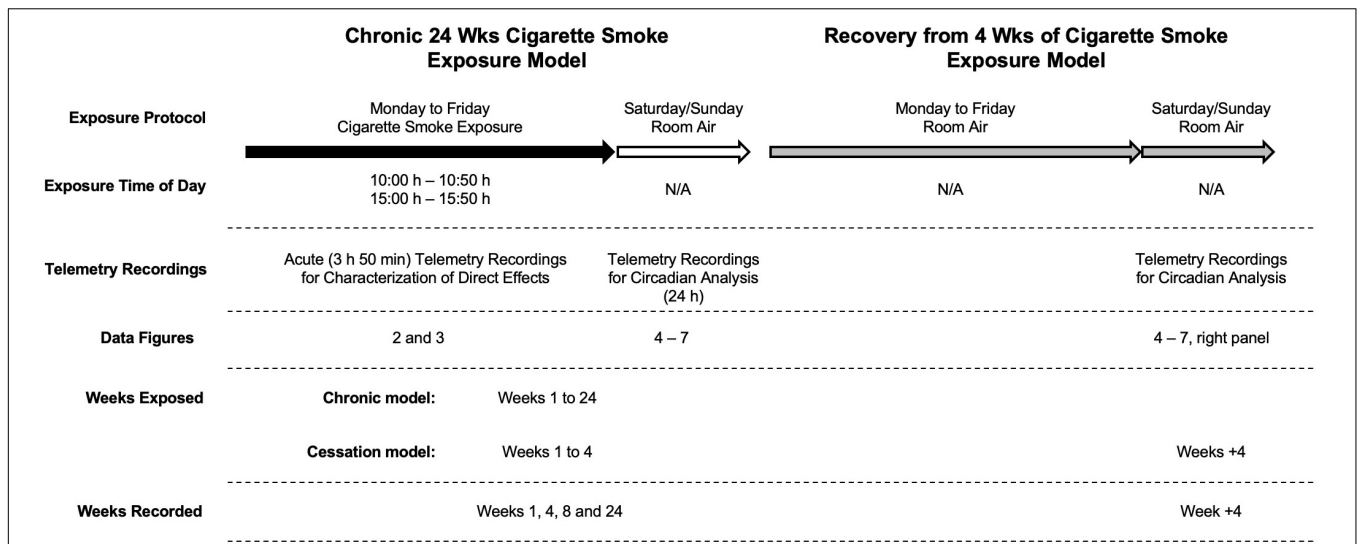 Chronic 24 Wks Cigarette Smoke
Exposure Model
Recovery from 4 Wks of Cigarette Smoke
Exposure Model
Exposure Protocol
Monday to Friday
Cigarette Smoke Exposure
Saturday/Sunday
Room Air
Monday to Friday
Room Air
Saturday/Sunday
Room Air
Exposure Time of Day
10:00 h – 10:50 h
15:00 h – 15:50 h
N/A
N/A
N/A
Telemetry Recordings
Acute (3 h 50 min) Telemetry Recordings
for Characterization of Direct Effects
Telemetry Recordings
for Circadian Analysis
(24 h)
Telemetry Recordings
for Circadian Analysis
Data Figures
2 and 3
4 – 7
4 – 7, right panel
Weeks Exposed
Chronic model:
Weeks 1 to 24
Cessation model:
Weeks 1 to 4
Weeks +4
Weeks Recorded
Weeks 1, 4, 8 and 24
Week +4